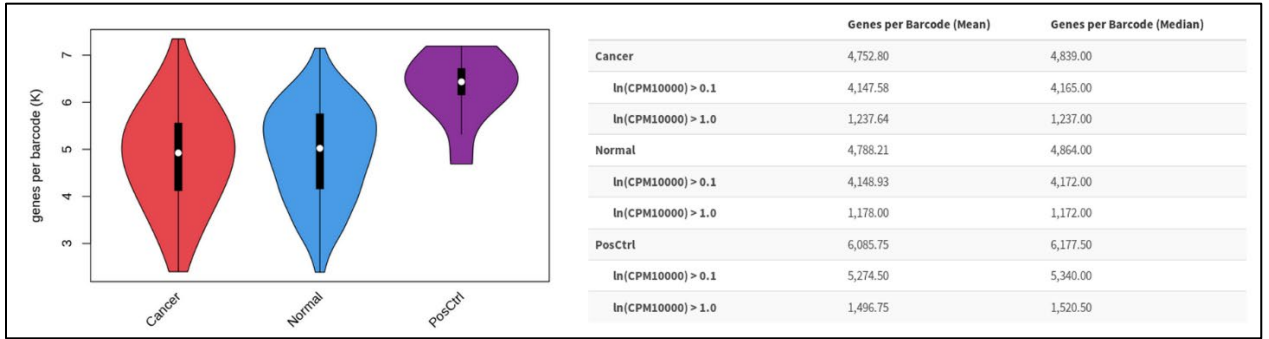 genes per barcode (K)
7
6
5
4
3
Cancer
Normal
PosCtrl
Genes per Barcode (Mean) Genes per Barcode (Median)
Cancer 4,752.80 4,839.00
ln(CPM10000) > 0.1 4,147.58 4,165.00
ln(CPM10000) > 1.0 1,237.64 1,237.00
Normal 4,788.21 4,864.00
ln(CPM10000) > 0.1 4,148.93 4,172.00
ln(CPM10000) > 1.0 1,178.00 1,172.00
PosCtrl 6,085.75 6,177.50
ln(CPM10000) > 0.1 5,274.50 5,340.00
ln(CPM10000) > 1.0 1,496.75 1,520.50